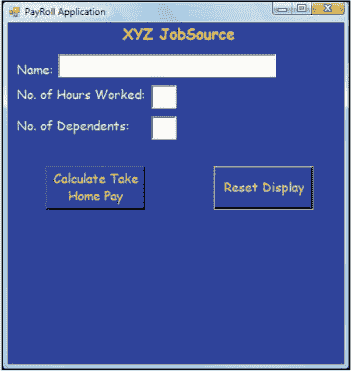 PayRoll Application
XYZ JobSource
Name:
No. of Hours Worked:
No. of Dependents:
Calculate Take
Home Pay
Reset Display